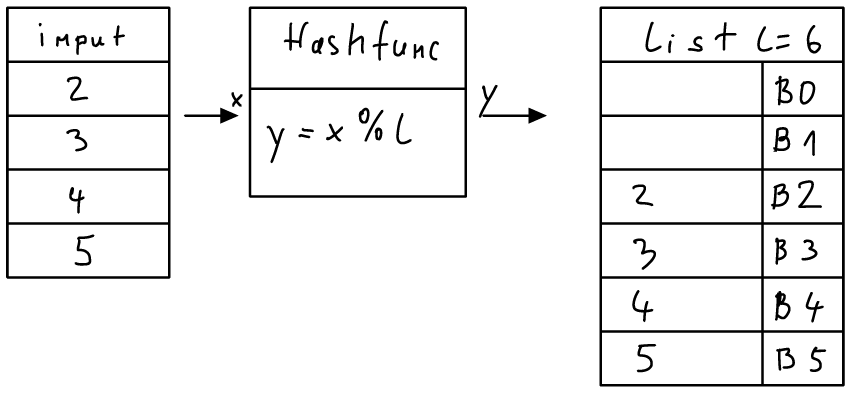 input
2
3
4
5
x
Hashfunc
y = x % L
y
List L = 6
B0
B1
2 B2
3 B3
4 B4
5 B5